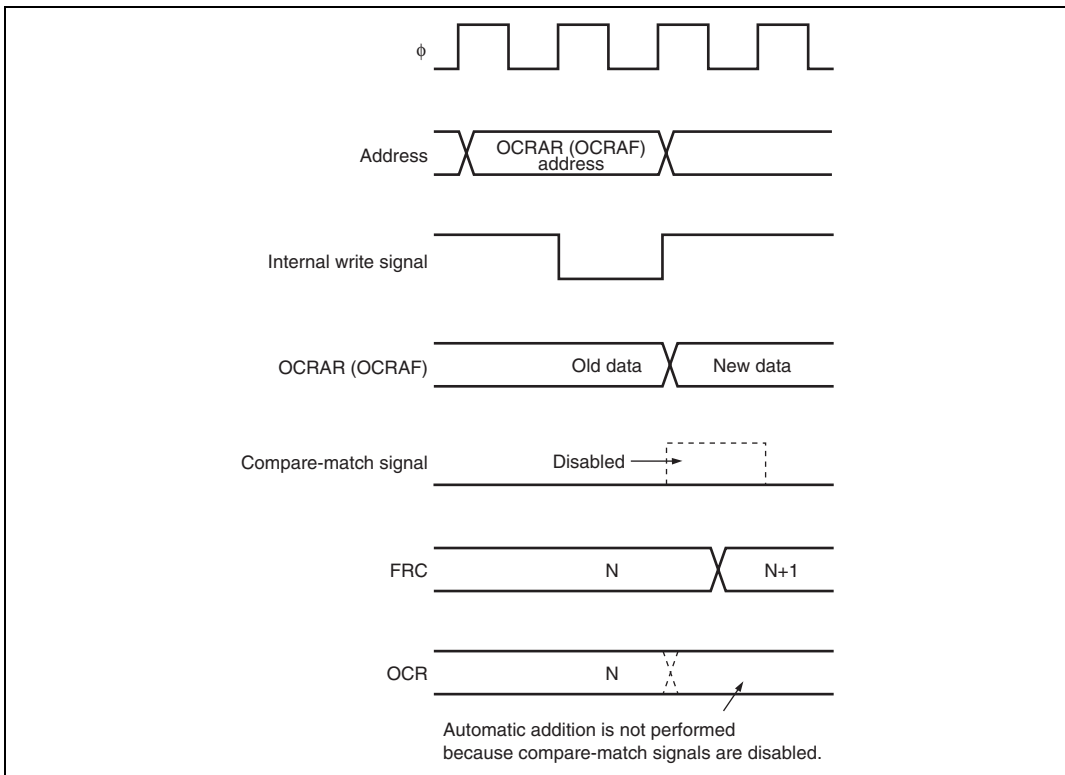 ϕ
Address
OCRAR (OCRAF)
address
Internal write signal
OCRAR (OCRAF)
Old data
New data
Compare-match signal
Disabled
FRC
N
N+1
OCR
N
Automatic addition is not performed
because compare-match signals are disabled.